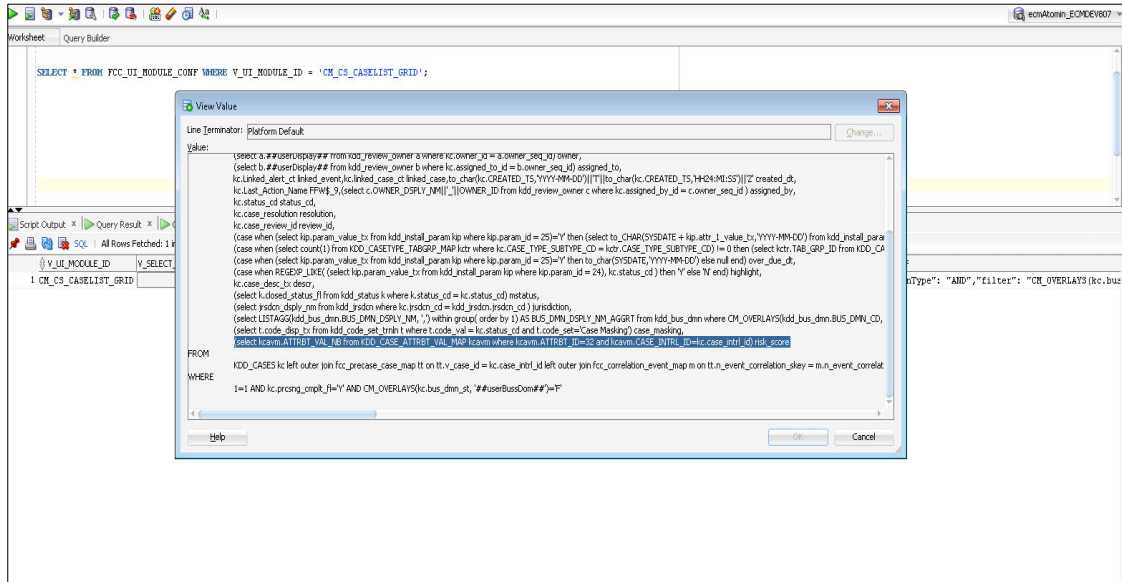 ecmAtomin_ECMDEV807
Worksheet Query Builder
SELECT * FROM FCC_UI_MODULE_CONF WHERE V_UI_MODULE_ID = 'CM_CS_CASELIST_GRID';
View Value
Line Terminator: Platform Default Change...
Value:
(select a.##userDisplay## from kdd_review_owner a where kc.owner_id = a.owner_seq_id) owner,
(select b.##userDisplay## from kdd_review_owner b where kc.assigned_to_id = b.owner_seq_id) assigned_to,
kc.Linked_alert_ct linked_event,kc.linked_case_ct linked_case,to_char(kc.CREATED_TS,'YYYY-MM-DD')||'T'||to_char(kc.CREATED_TS,'HH24:MI:SS')||'Z' created_dt,
kc.Last_Action_Name FFW$_9,(select c.OWNER_DSPLY_NM||'_'||OWNER_ID from kdd_review_owner c where kc.assigned_by_id = c.owner_seq_id ) assigned_by,
kc.status_cd status_cd,
kc.case_resolution resolution,
kc.case_review_id review_id,
(case when (select kip.param_value_tx from kdd_install_param kip where kip.param_id = 25)='Y' then (select to_CHAR(SYSDATE + kip.attr_1_value_tx,'YYYY-MM-DD') from kdd_install_parar
(case when (select count(1) from KDD_CASETYPE_TABGRP_MAP kctr where kc.CASE_TYPE_SUBTYPE_CD = kctr.CASE_TYPE_SUBTYPE_CD) != 0 then (select kctr.TAB_GRP_ID from KDD_CA
(case when (select kip.param_value_tx from kdd_install_param kip where kip.param_id = 25)='Y' then to_char(SYSDATE,'YYYY-MM-DD') else null end) over_due_dt,
(case when REGEXP_LIKE( (select kip.param_value_tx from kdd_install_param kip where kip.param_id = 24), kc.status_cd ) then 'Y' else 'N' end) highlight,
kc.case_desc_tx descr,
(select k.closed_status_fl from kdd_status k where k.status_cd = kc.status_cd) mstatus,
(select jrsdcn_dsply_nm from kdd_jrsdcn where kc.jrsdcn_cd = kdd_jrsdcn.jrsdcn_cd ) jurisdiction,
(select LISTAGG(kdd_bus_dmn.BUS_DMN_DSPLY_NM, ',') within group( order by 1) AS BUS_DMN_DSPLY_NM_AGGRT from kdd_bus_dmn where CM_OVERLAYS(kdd_bus_dmn.BUS_DMN_CD,
(select t.code_disp_tx from kdd_code_set_trnln t where t.code_val = kc.status_cd and t.code_set='Case Masking') case_masking,
(select kcavm.ATTRBT_VAL_NB from KDD_CASE_ATTRBT_VAL_MAP kcavm where kcavm.ATTRBT_ID=32 and kcavm.CASE_INTRL_ID=kc.case_intrl_id) risk_score
FROM
KDD_CASES kc left outer join fcc_precase_case_map tt on tt.v_case_id = kc.case_intrl_id left outer join fcc_correlation_event_map m on tt.n_event_correlation_skey = m.n_event_correlat
WHERE
1=1 AND kc.prcsng_cmplt_fl='Y' AND CM_OVERLAYS(kc.bus_dmn_st, '##userBussDom##')='F'
Help OK Cancel
Script Output × Query Result ×
SQL | All Rows Fetched: 1 i
V_UI_MODULE_ID V_SELECT_
1 CM_CS_CASELIST_GRID nType": "AND","filter": "CM_OVERLAYS(kc.bus